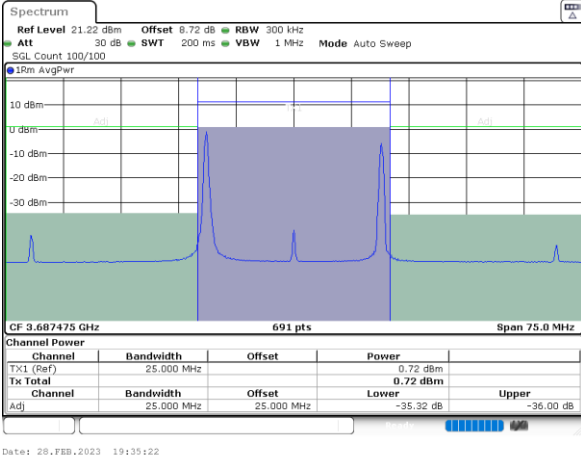 Spectrum
Ref Level 21.22 dBm Offset 8.72 dB RBW 300 kHz
Att 30 dB SWT 200 ms VBW 1 MHz Mode Auto Sweep
SGL Count 100/100
1Rm AvgPwr
10 dBm
Adj Tx1 Adj
0 dBm
-10 dBm
-20 dBm
-30 dBm
CF 3.687475 GHz 691 pts Span 75.0 MHz
Channel Power
Channel Bandwidth Offset Power
TX1 (Ref) 25.000 MHz 0.72 dBm
Tx Total 0.72 dBm
Channel Bandwidth Offset Lower Upper
Adj 25.000 MHz 25.000 MHz -35.32 dB -36.00 dB
Ready
Date: 28.FEB.2023 19:35:22